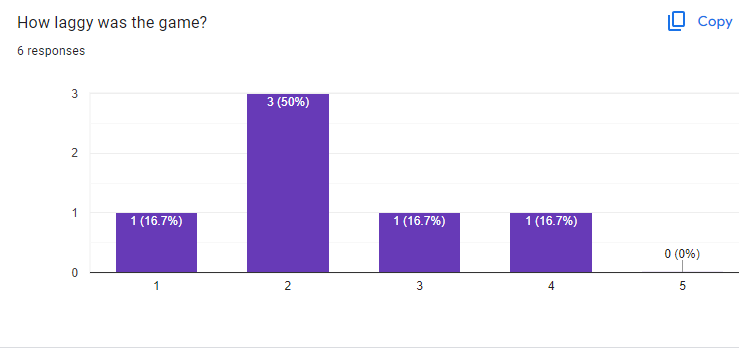 How laggy was the game?
Copy
6 responses
3
3 (50%)
2
1
1 (16.7%)
1 (16.7%)
1 (16.7%)
0 (0%)
0
1 2 3 4 5